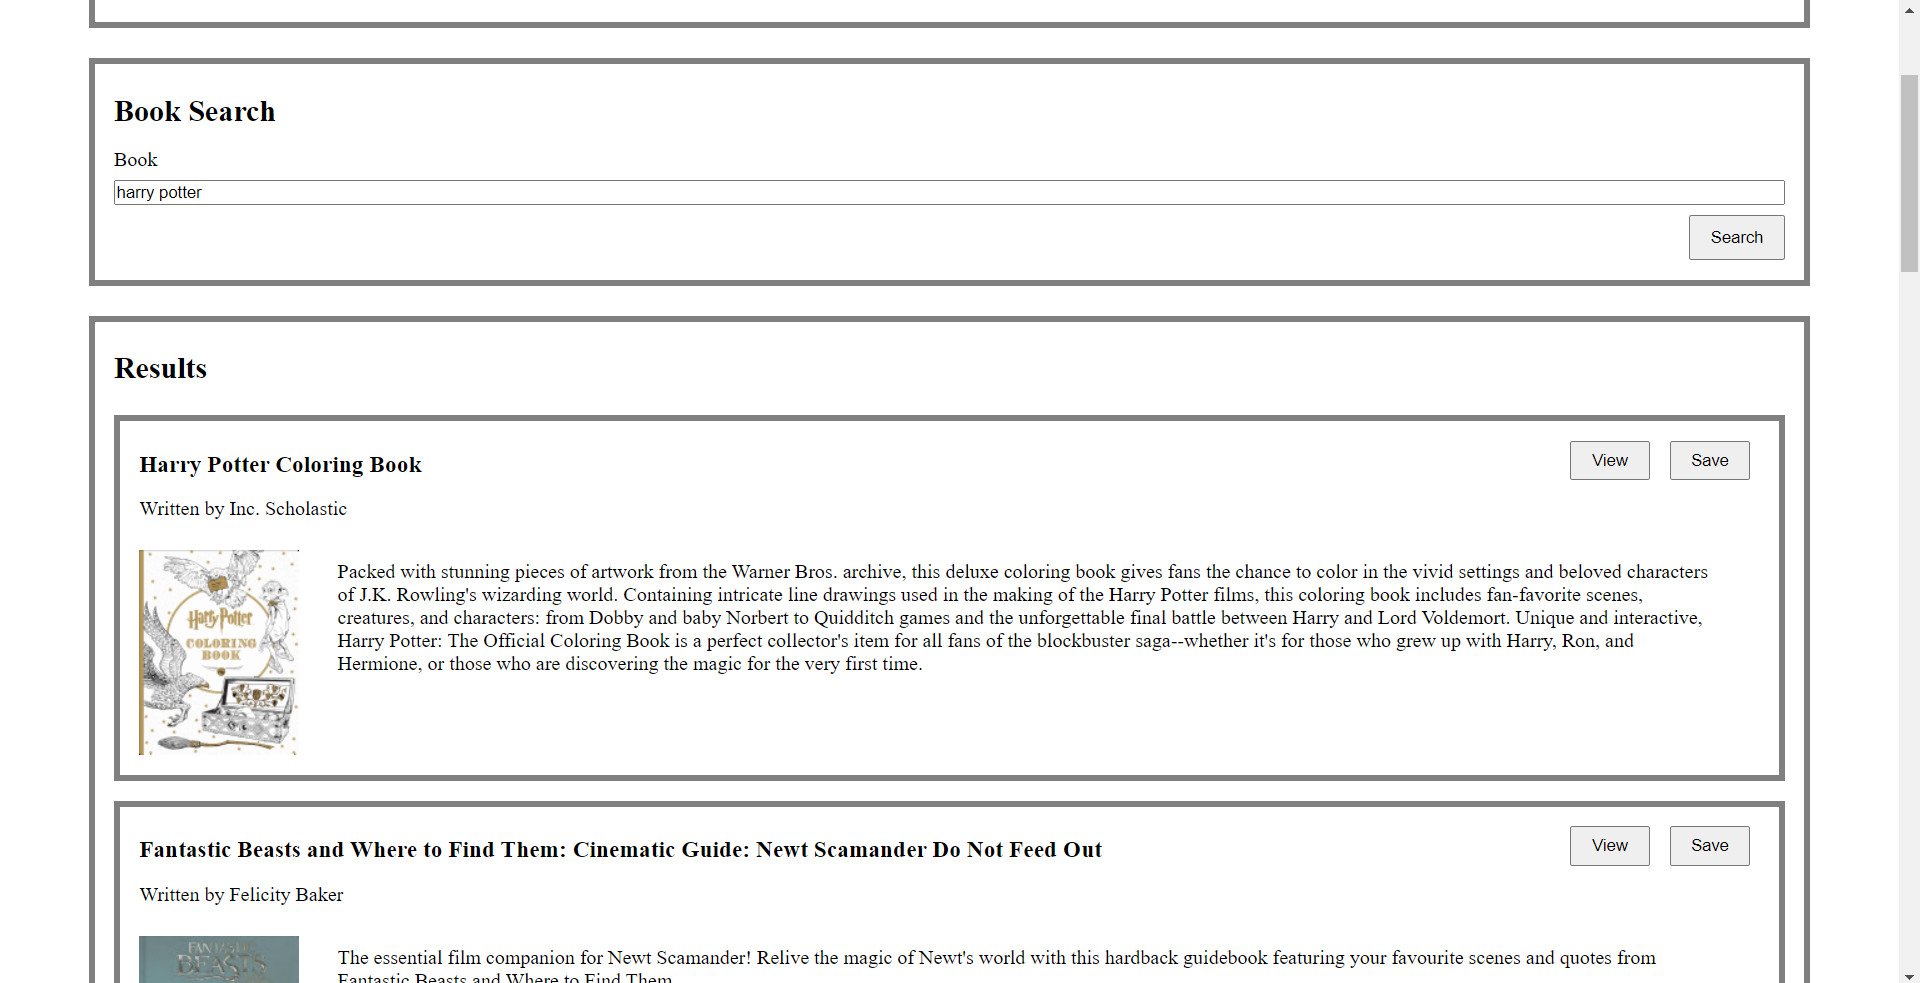 Book Search
Book
harry potter
Search
Results
Harry Potter Coloring Book
View
Save
Written by Inc. Scholastic
Harry Potter
COLORING
BOOK
Packed with stunning pieces of artwork from the Warner Bros. archive, this deluxe coloring book gives fans the chance to color in the vivid settings and beloved characters
of J.K. Rowling's wizarding world. Containing intricate line drawings used in the making of the Harry Potter films, this coloring book includes fan-favorite scenes,
creatures, and characters: from Dobby and baby Norbert to Quidditch games and the unforgettable final battle between Harry and Lord Voldemort. Unique and interactive,
Harry Potter: The Official Coloring Book is a perfect collector's item for all fans of the blockbuster saga--whether it's for those who grew up with Harry, Ron, and
Hermione, or those who are discovering the magic for the very first time.
Fantastic Beasts and Where to Find Them: Cinematic Guide: Newt Scamander Do Not Feed Out
View
Save
Written by Felicity Baker
FANTASTIC
BEASTS
The essential film companion for Newt Scamander! Relive the magic of Newt's world with this hardback guidebook featuring your favourite scenes and quotes from
Fantastic Beasts and Where to Find Them